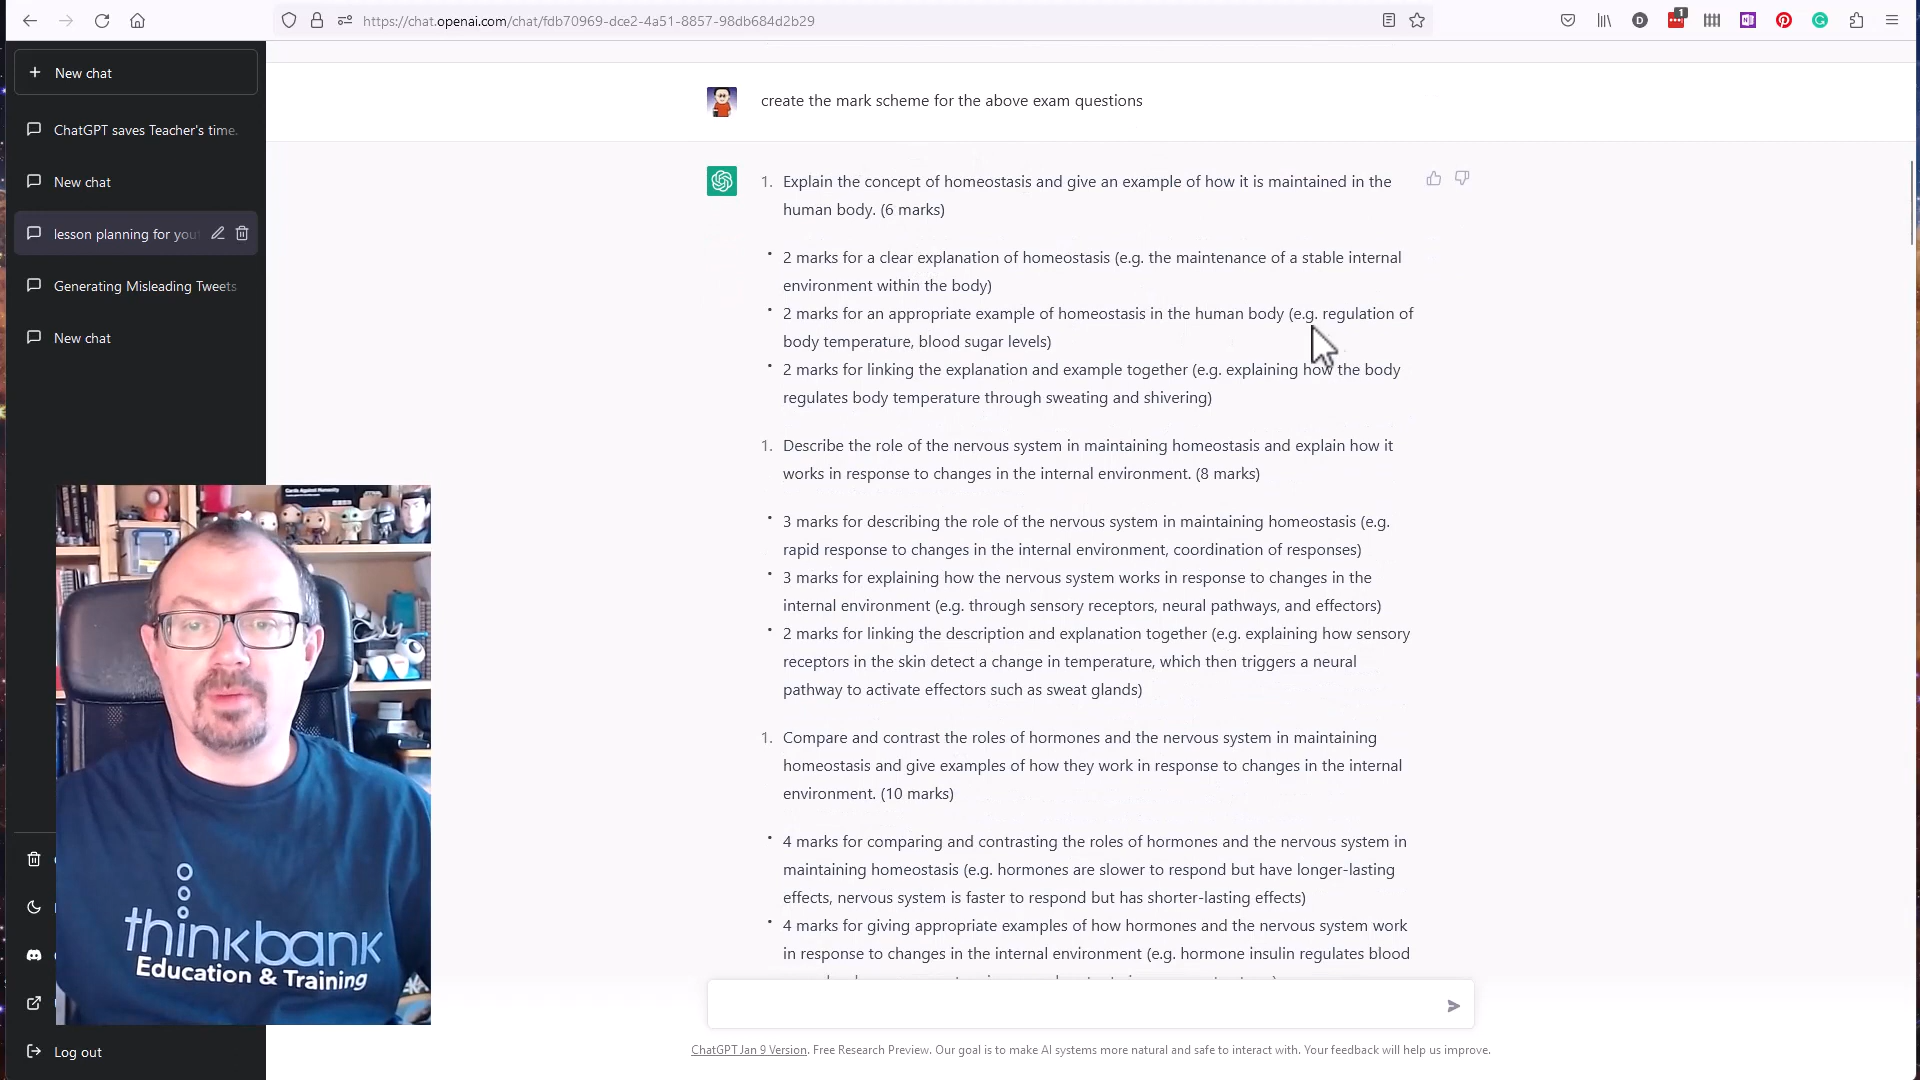 https://chat.openai.com/chat/fdb70969-dce2-4a51-8857-98db684d2b29
1
New chat
ChatGPT saves Teacher's time.
New chat
lesson planning for you
Generating Misleading Tweets
New chat
Log out
create the mark scheme for the above exam questions
1. Explain the concept of homeostasis and give an example of how it is maintained in the
human body. (6 marks)
• 2 marks for a clear explanation of homeostasis (e.g. the maintenance of a stable internal
environment within the body)
• 2 marks for an appropriate example of homeostasis in the human body (e.g. regulation of
body temperature, blood sugar levels)
• 2 marks for linking the explanation and example together (e.g. explaining how the body
regulates body temperature through sweating and shivering)
1. Describe the role of the nervous system in maintaining homeostasis and explain how it
works in response to changes in the internal environment. (8 marks)
• 3 marks for describing the role of the nervous system in maintaining homeostasis (e.g.
rapid response to changes in the internal environment, coordination of responses)
• 3 marks for explaining how the nervous system works in response to changes in the
internal environment (e.g. through sensory receptors, neural pathways, and effectors)
• 2 marks for linking the description and explanation together (e.g. explaining how sensory
receptors in the skin detect a change in temperature, which then triggers a neural
pathway to activate effectors such as sweat glands)
1. Compare and contrast the roles of hormones and the nervous system in maintaining
homeostasis and give examples of how they work in response to changes in the internal
environment. (10 marks)
• 4 marks for comparing and contrasting the roles of hormones and the nervous system in
maintaining homeostasis (e.g. hormones are slower to respond but have longer-lasting
effects, nervous system is faster to respond but has shorter-lasting effects)
• 4 marks for giving appropriate examples of how hormones and the nervous system work
in response to changes in the internal environment (e.g. hormone insulin regulates blood
ChatGPT Jan 9 Version. Free Research Preview. Our goal is to make AI systems more natural and safe to interact with. Your feedback will help us improve.
Cards Against Humanity
thinkbank
Education & Training